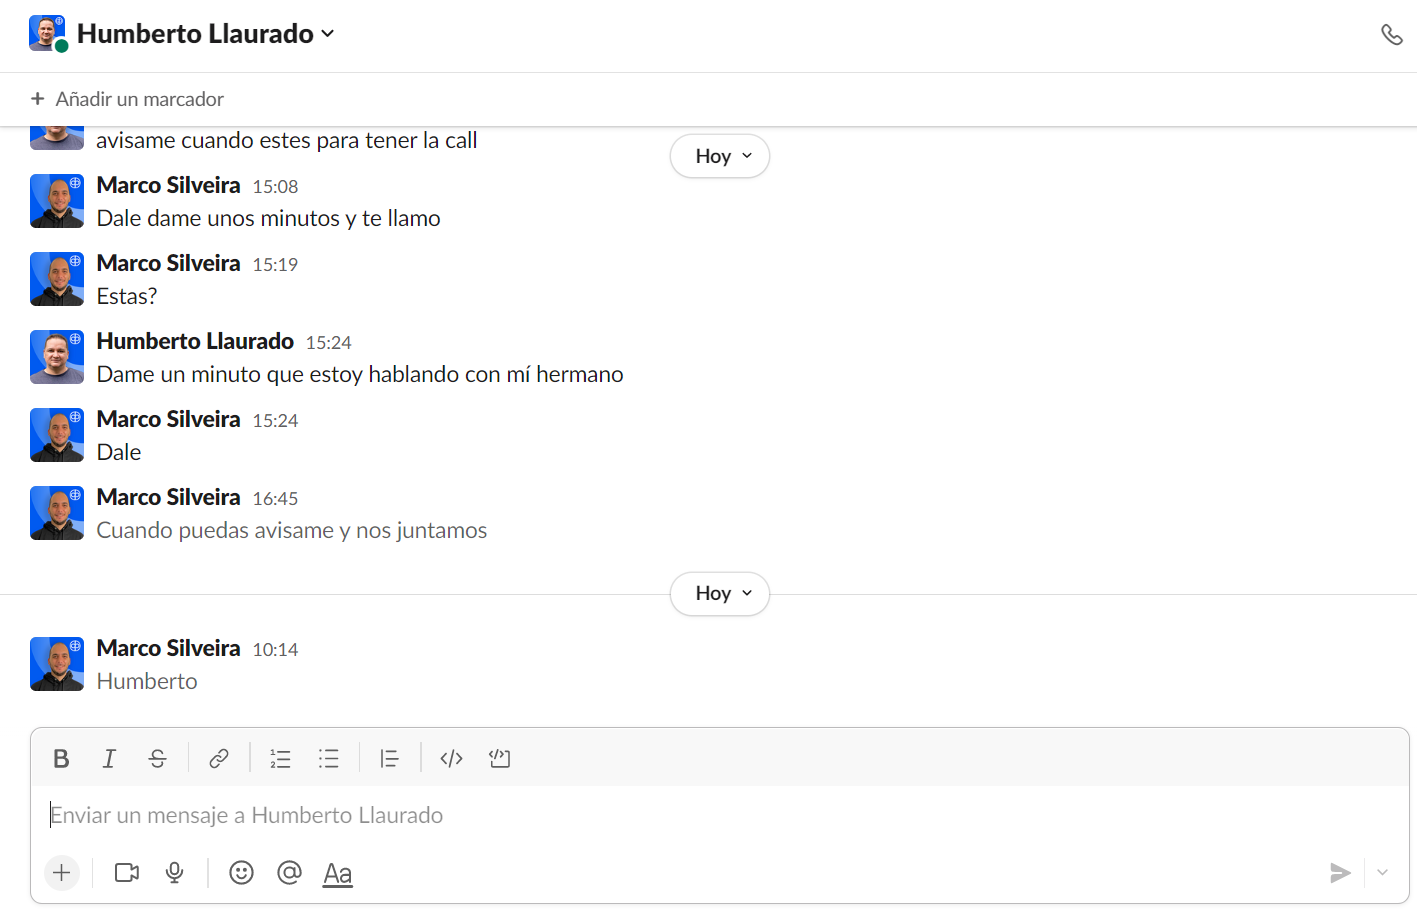 Humberto Llaurado
+ Añadir un marcador
avisame cuando estes para tener la call
Hoy
Marco Silveira 15:08
Dale dame unos minutos y te llamo
Marco Silveira 15:19
Estas?
Humberto Llaurado 15:24
Dame un minuto que estoy hablando con mí hermano
Marco Silveira 15:24
Dale
Marco Silveira 16:45
Cuando puedas avisame y nos juntamos
Hoy
Marco Silveira 10:14
Humberto
B I S
Enviar un mensaje a Humberto Llaurado
+ @ Aa